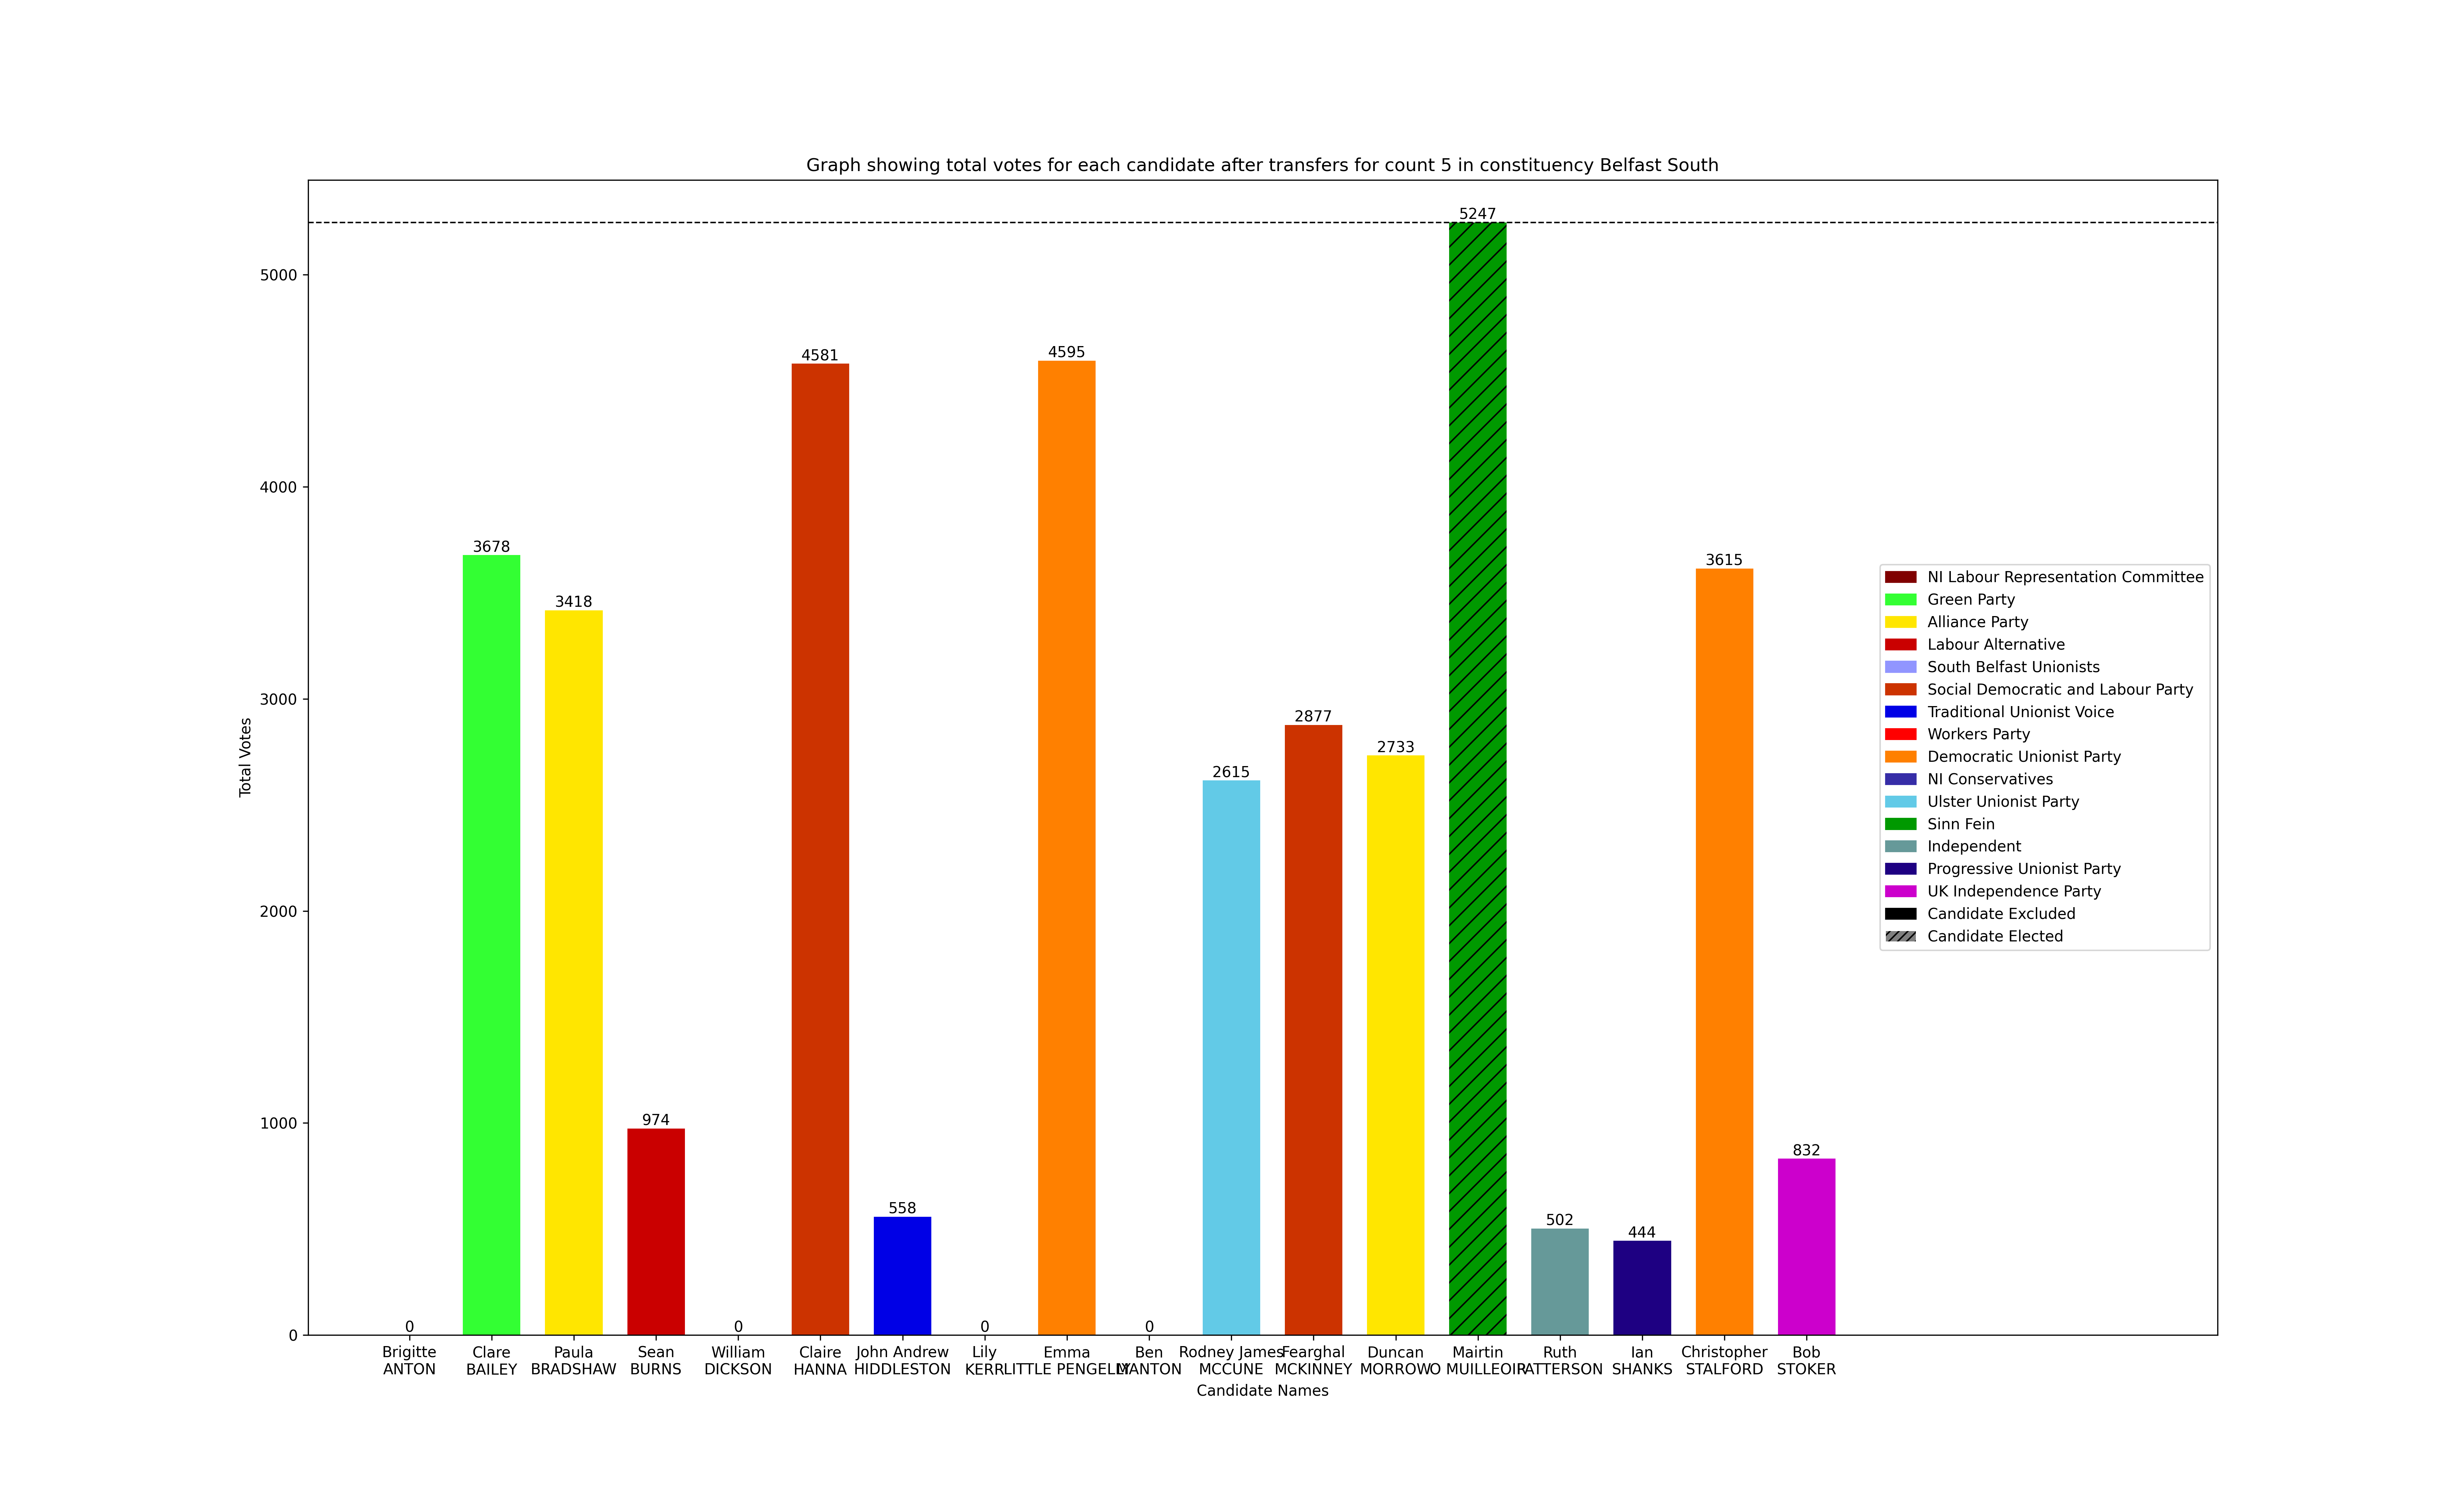 Graph showing total votes for each candidate after transfers for count 5 in constituency Belfast South
Total Votes
5000
4000
3000
2000
1000
0
0
3678
3418
974
0
4581
558
0
4595
0
2615
2877
2733
5247
502
444
3615
832
NI Labour Representation Committee
Green Party
Alliance Party
Labour Alternative
South Belfast Unionists
Social Democratic and Labour Party
Traditional Unionist Voice
Workers Party
Democratic Unionist Party
NI Conservatives
Ulster Unionist Party
Sinn Fein
Independent
Progressive Unionist Party
UK Independence Party
Candidate Excluded
Candidate Elected
Brigitte
ANTON
Clare
BAILEY
Paula
BRADSHAW
Sean
BURNS
William
DICKSON
Claire
HANNA
John Andrew
HIDDLESTON
Lily
KERR
Emma
LITTLE PENGELLY
Ben
MANTON
Rodney James
MCCUNE
Fearghal
MCKINNEY
Duncan
MORROW
Mairtin
O MUILLEOIR
Ruth
PATTERSON
Ian
SHANKS
Christopher
STALFORD
Bob
STOKER
Candidate Names